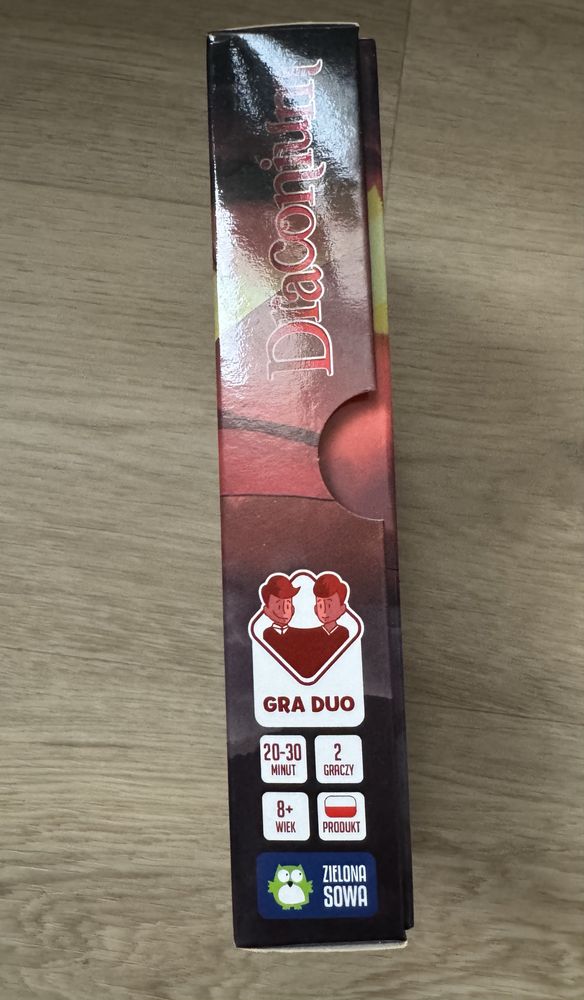 Draconium
GRA DUO
20-30
MINUT
2
GRACZY
8+
WIEK
PRODUKT
ZIELONA
SOWA